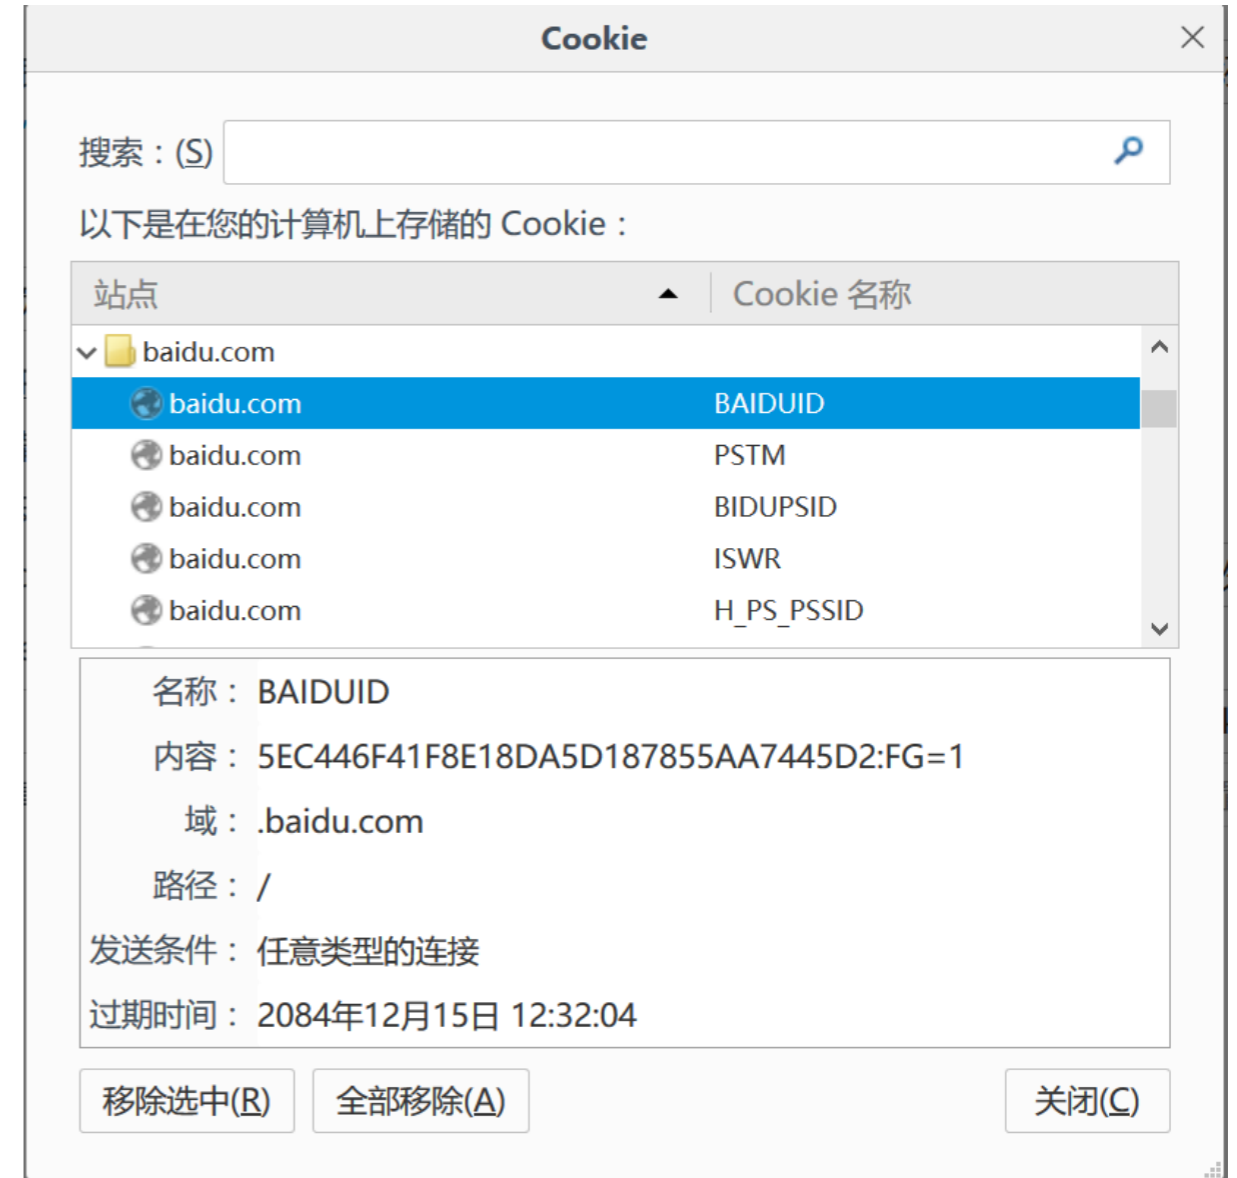 Cookie
搜索：(S)
以下是在您的计算机上存储的 Cookie：
站点 Cookie 名称
baidu.com
baidu.com BAIDUID
baidu.com PSTM
baidu.com BIDUPSID
baidu.com ISWR
baidu.com H_PS_PSSID
名称： BAIDUID
内容： 5EC446F41F8E18DA5D187855AA7445D2:FG=1
域： .baidu.com
路径： /
发送条件： 任意类型的连接
过期时间： 2084年12月15日 12:32:04
移除选中(R) 全部移除(A) 关闭(C)